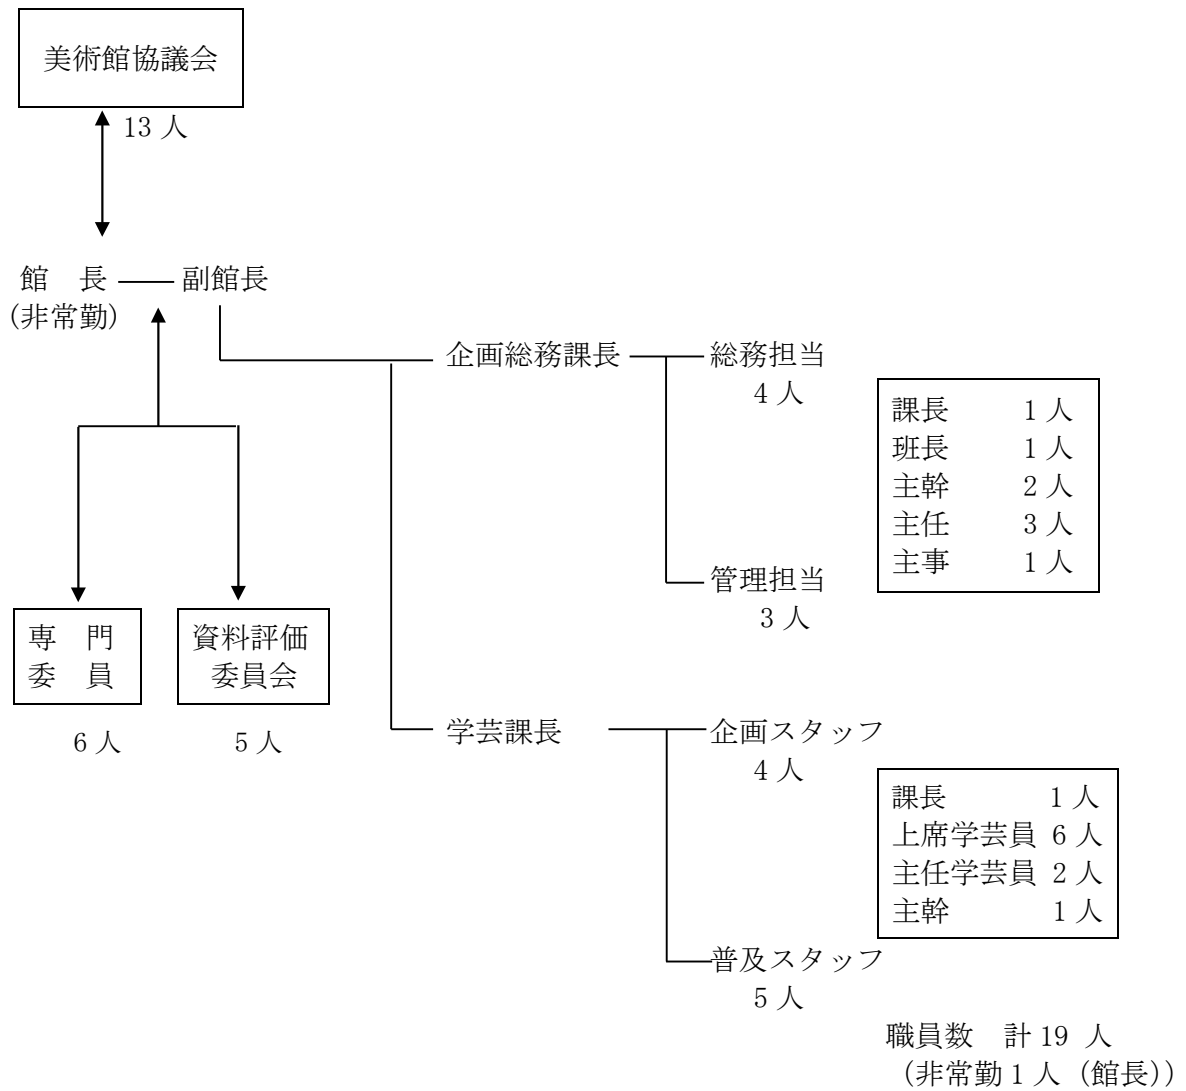 美術館協議会
13 人
館　長
副館長
(非常勤)
企画総務課長
総務担当
4 人
課長　　1 人
班長　　1 人
主幹　　2 人
主任　　3 人
主事　　1 人
管理担当
3 人
専　門
委　員
6 人
資料評価
委員会
5 人
学芸課長
企画スタッフ
4 人
課長　　1 人
上席学芸員 6 人
主任学芸員 2 人
主幹　　1 人
普及スタッフ
5 人
職員数　計 19 人
（非常勤 1 人（館長））